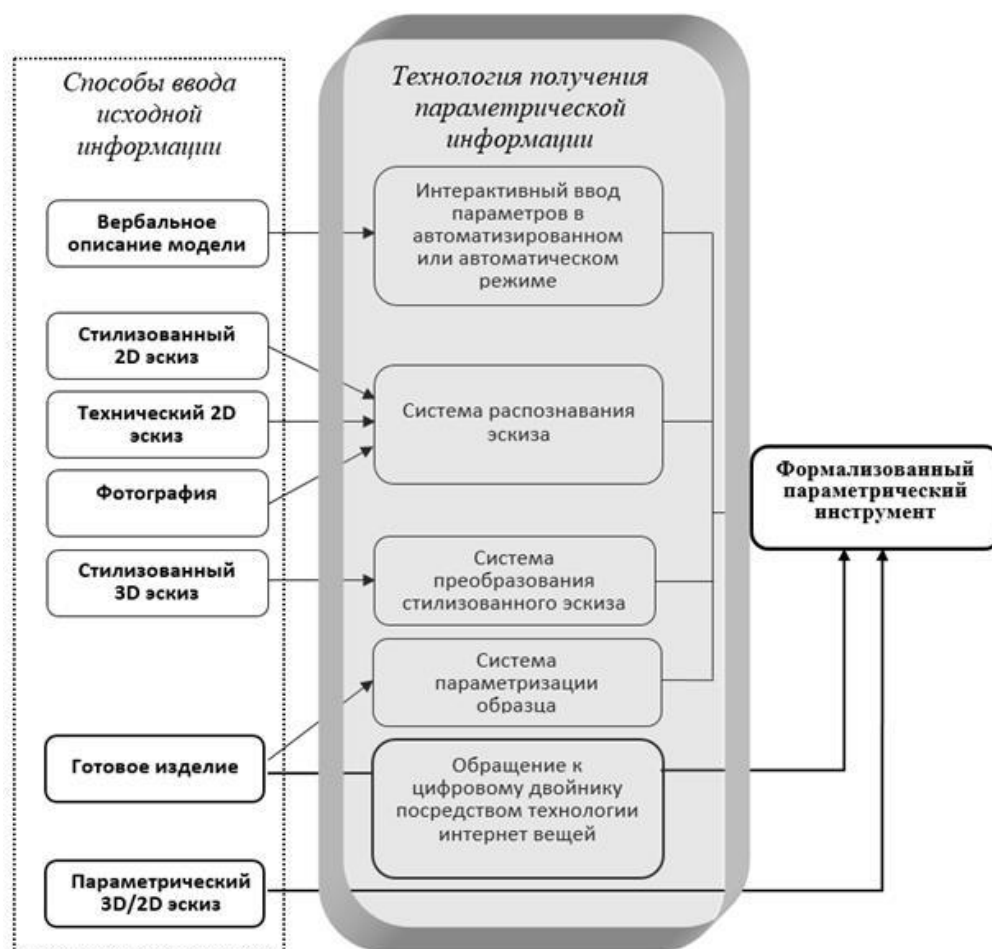 Способы ввода
исходной
информации
Вербальное
описание модели
Стилизованный
2D эскиз
Технический 2D
эскиз
Фотография
Стилизованный
3D эскиз
Готовое изделие
Параметрический
3D/2D эскиз
Технология получения
параметрической
информации
Интерактивный ввод
параметров в
автоматизированном
или автоматическом
режиме
Система распознавания
эскиза
Система
преобразования
стилизованного эскиза
Система
параметризации
образца
Обращение к
цифровому двойнику
посредством технологии
интернет вещей
Формализованный
параметрический
инструмент